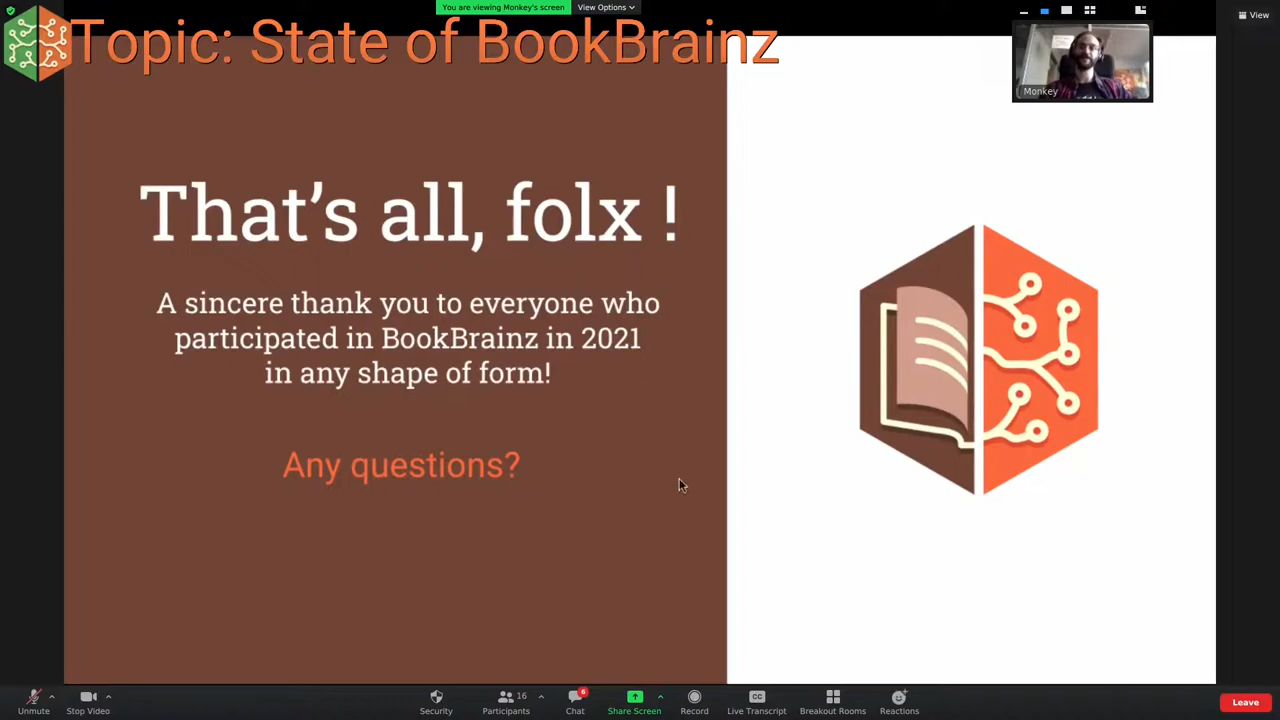 You are viewing Monkey's screen
View Options
View
Topic: State of BookBrainz
Monkey
That's all, folx !
A sincere thank you to everyone who
participated in BookBrainz in 2021
in any shape of form!
Any questions?
16
6
CC
Unmute
Stop Video
Security
Participants
Chat
Share Screen
Record
Live Transcript
Breakout Rooms
Reactions
Leave